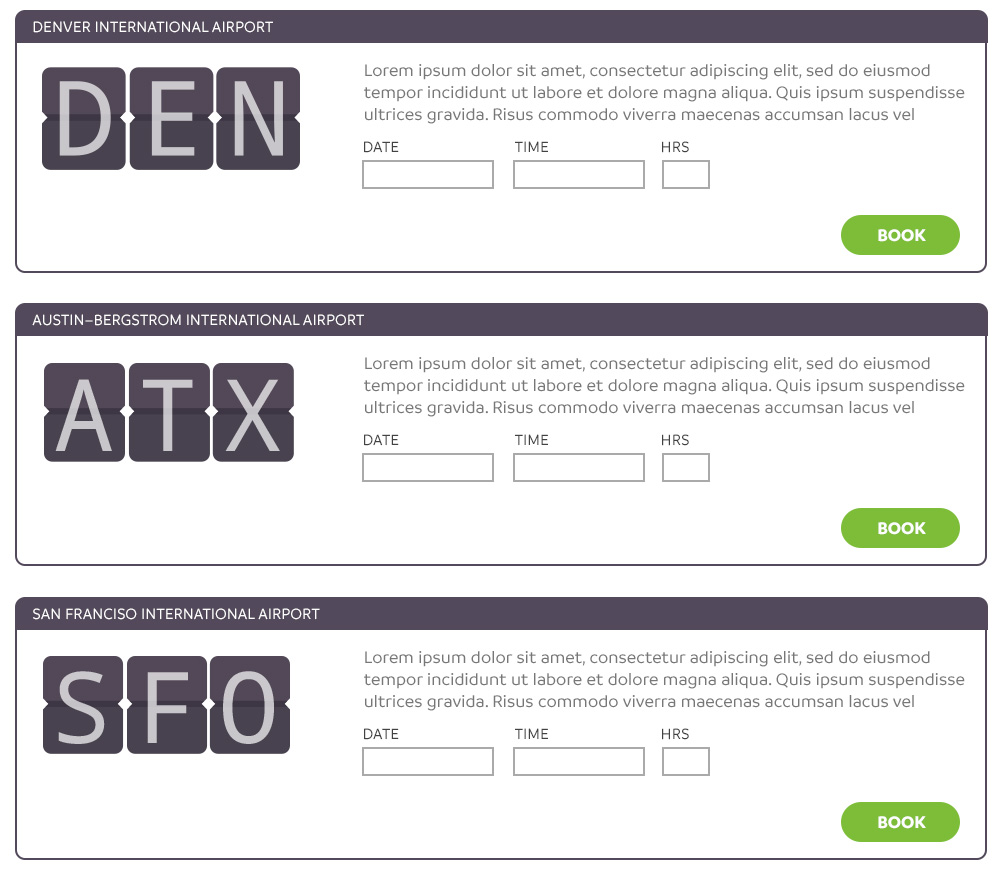 DENVER INTERNATIONAL AIRPORT
DEN
Lorem ipsum dolor sit amet, consectetur adipiscing elit, sed do eiusmod
tempor incididunt ut labore et dolore magna aliqua. Quis ipsum suspendisse
ultrices gravida. Risus commodo viverra maecenas accumsan lacus vel
DATE TIME HRS
BOOK
AUSTIN–BERGSTROM INTERNATIONAL AIRPORT
ATX
Lorem ipsum dolor sit amet, consectetur adipiscing elit, sed do eiusmod
tempor incididunt ut labore et dolore magna aliqua. Quis ipsum suspendisse
ultrices gravida. Risus commodo viverra maecenas accumsan lacus vel
DATE TIME HRS
BOOK
SAN FRANCISO INTERNATIONAL AIRPORT
SFO
Lorem ipsum dolor sit amet, consectetur adipiscing elit, sed do eiusmod
tempor incididunt ut labore et dolore magna aliqua. Quis ipsum suspendisse
ultrices gravida. Risus commodo viverra maecenas accumsan lacus vel
DATE TIME HRS
BOOK